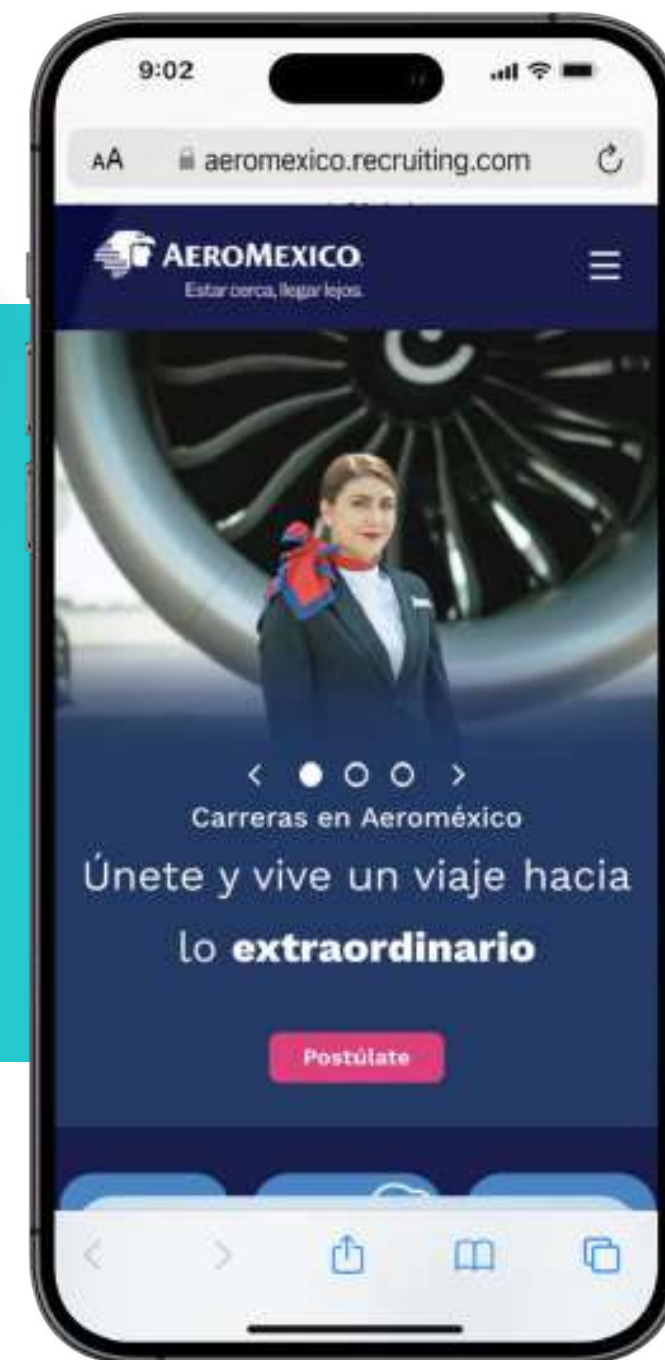 9:02
AA aeromexico.recruiting.com
AEROMEXICO
Estar cerca, llegar lejos.
Carreras en Aeroméxico
Únete y vive un viaje hacia
lo extraordinario
Postúlate